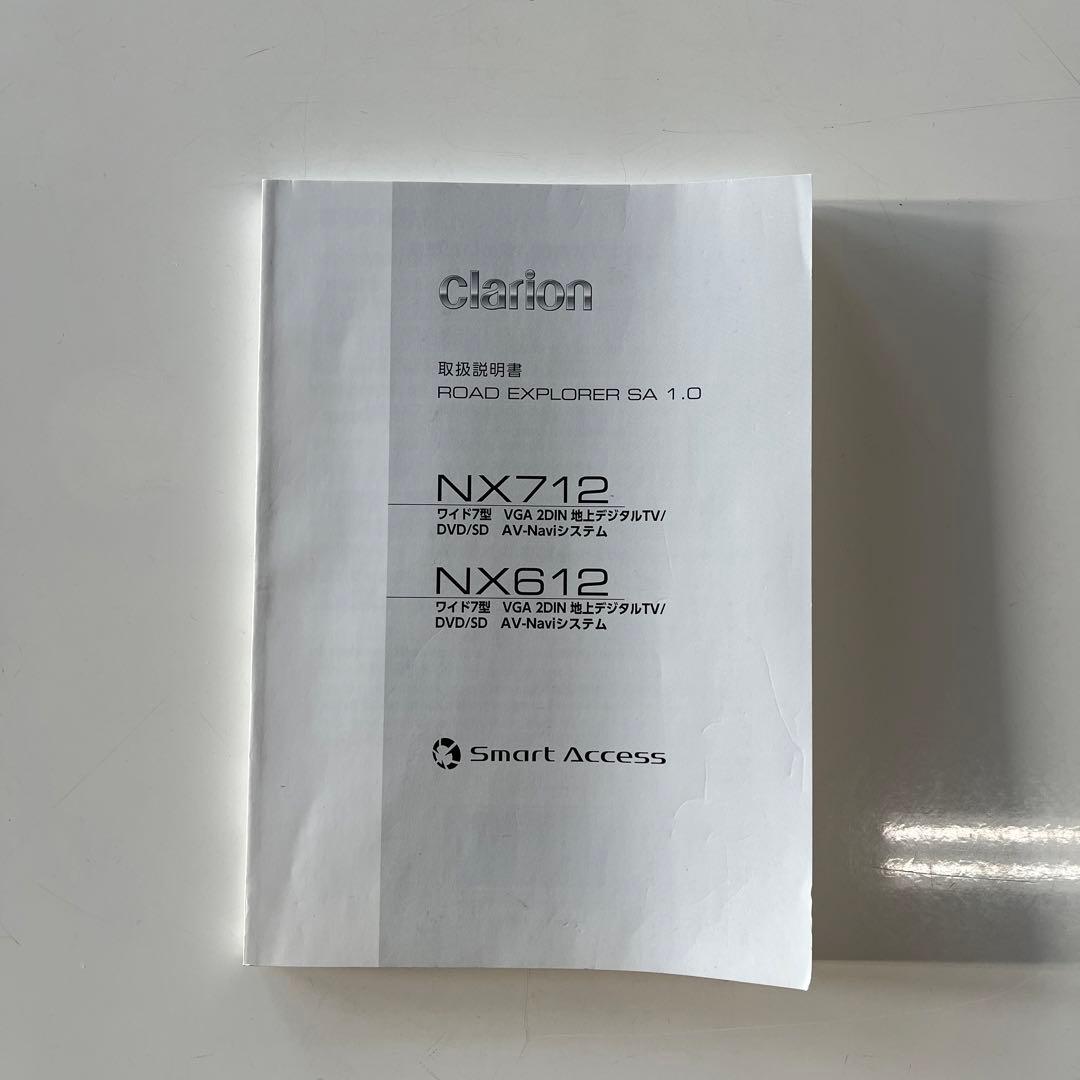 clarion
取扱説明書
ROAD EXPLORER SA 1.0
NX712
ワイド7型 VGA 2DIN 地上デジタルTV/
DVD/SD AV-Naviシステム
NX612
ワイド7型 VGA 2DIN 地上デジタルTV/
DVD/SD AV-Naviシステム
Smart Access